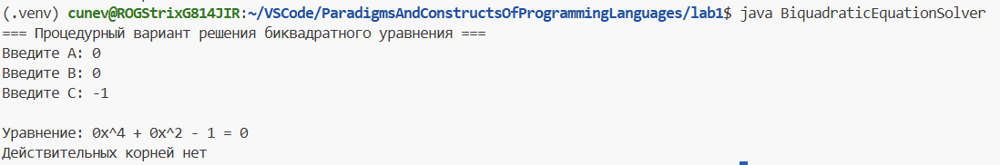 (.venv) cunev@ROGStrixG814JIR:~/VSCode/ParadigmsAndConstructsOfProgrammingLanguages/lab1$ java BiquadraticEquationSolver
=== Процедурный вариант решения биквадратного уравнения ===
Введите A: 0
Введите B: 0
Введите C: -1
Уравнение: 0x^4 + 0x^2 - 1 = 0
Действительных корней нет